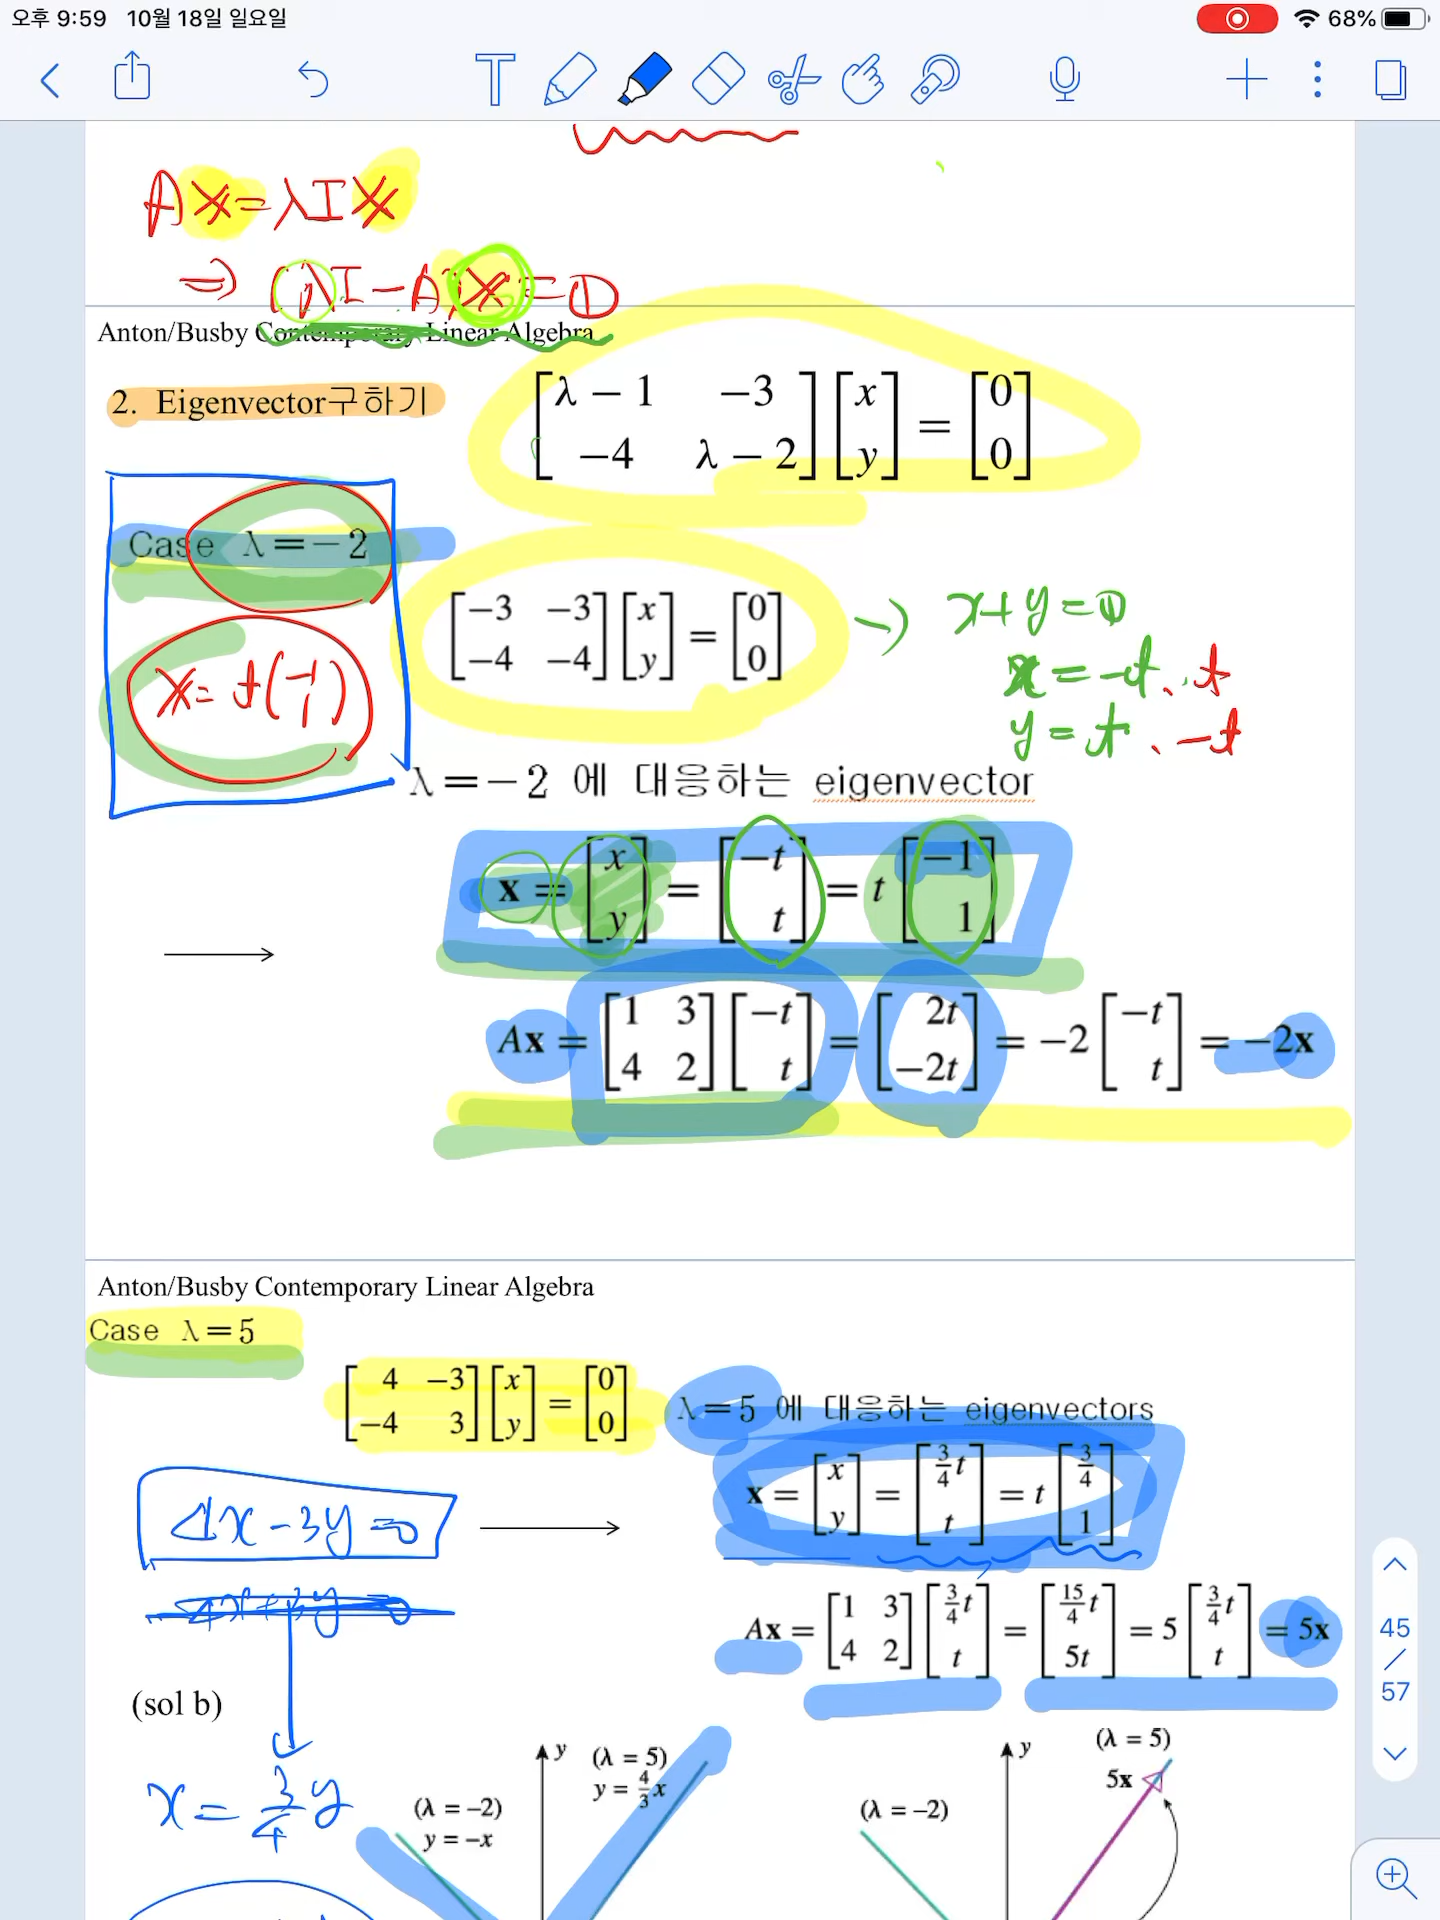 오후 9:59 10월 18일 일요일 68%
AX = λIX
⇒ (λI − A)X = 0
Anton/Busby Contemporary Linear Algebra
2. Eigenvector구하기
[λ − 1 −3; −4 λ − 2] [x; y] = [0; 0]
Case λ=−2
[−3 −3; −4 −4] [x; y] = [0; 0] → x+y=0
X = t(−1; 1)
x = −t, t
y = t, −t
λ=−2 에 대응하는 eigenvector
x = [x; y] = [−t; t] = t [−1; 1]
Ax = [1 3; 4 2] [−t; t] = [2t; −2t] = −2 [−t; t] = −2x
Anton/Busby Contemporary Linear Algebra
Case λ=5
[4 −3; −4 3] [x; y] = [0; 0]
λ=5 에 대응하는 eigenvectors
x = [x; y] = [3/4 t; t] = t [3/4; 1]
4x − 3y = 0
Ax = [1 3; 4 2] [3/4 t; t] = [15/4 t; 5t] = 5 [3/4 t; t] = 5x
45
/
57
(sol b)
x = 3/4 y
y (λ = 5)
y = 4/3 x
(λ = −2)
y = −x
y (λ = 5)
5x
(λ = −2)